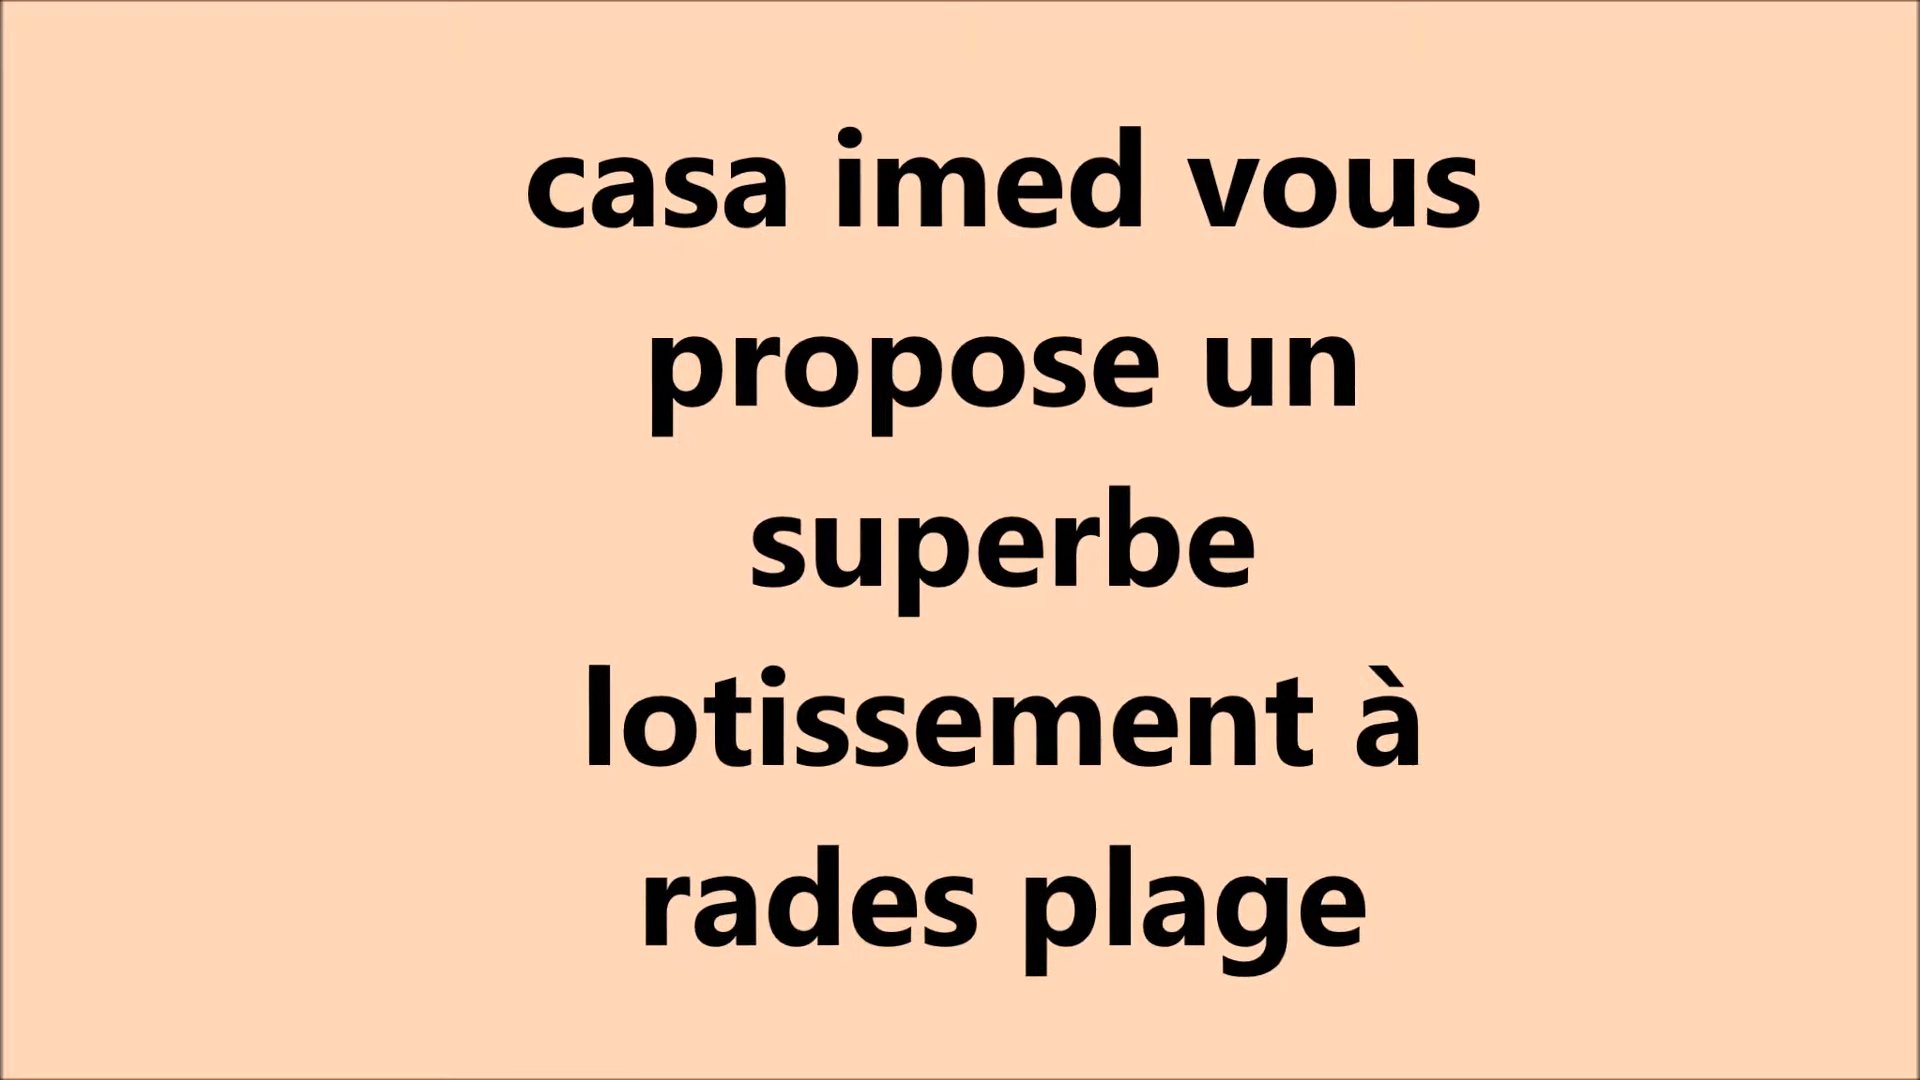 casa imed vous
propose un
superbe
lotissement à
rades plage